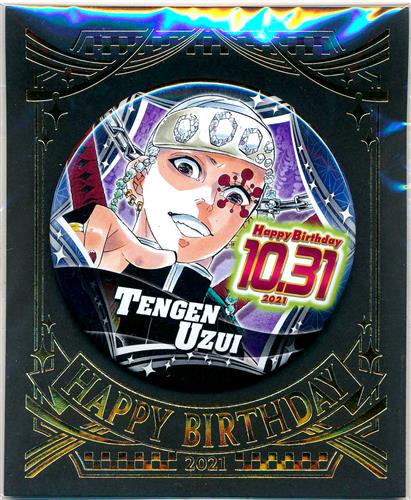 Happy Birthday
10.31
2021
TENGEN
UZUI
HAPPY BIRTHDAY
2021